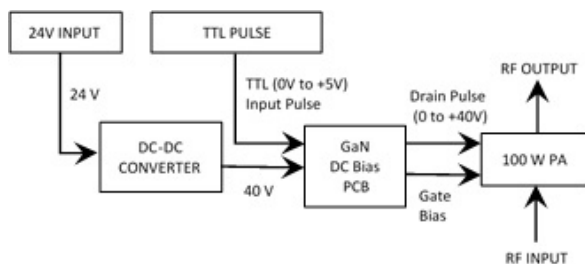 24V INPUT
TTL PULSE
24 V
TTL (0V to +5V)
Input Pulse
DC-DC
CONVERTER
40 V
GaN
DC Bias
PCB
Drain Pulse
(0 to +40V)
Gate
Bias
RF OUTPUT
100 W PA
RF INPUT